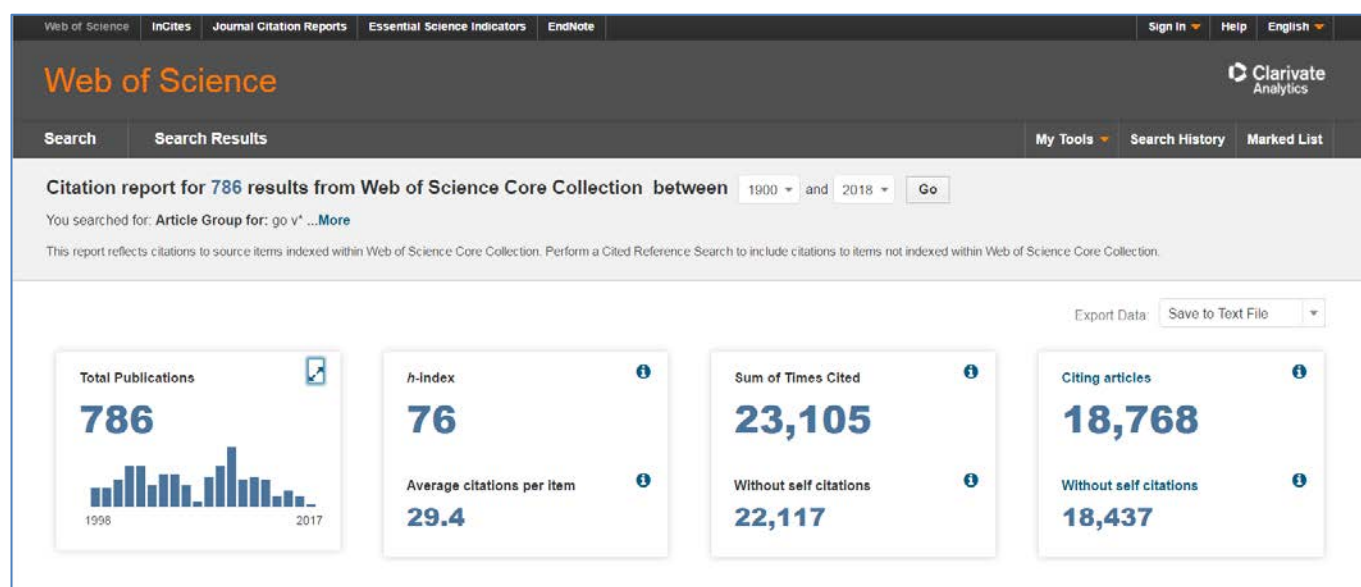 Web of Science InCites Journal Citation Reports Essential Science Indicators EndNote Sign In Help English
Web of Science
Clarivate
Analytics
Search Search Results My Tools Search History Marked List
Citation report for 786 results from Web of Science Core Collection between 1900 and 2018 Go
You searched for: Article Group for: go v* ...More
This report reflects citations to source items indexed within Web of Science Core Collection. Perform a Cited Reference Search to include citations to items not indexed within Web of Science Core Collection.
Export Data: Save to Text File
Total Publications
786
1998 2017
h-index
76
Average citations per item
29.4
Sum of Times Cited
23,105
Without self citations
22,117
Citing articles
18,768
Without self citations
18,437